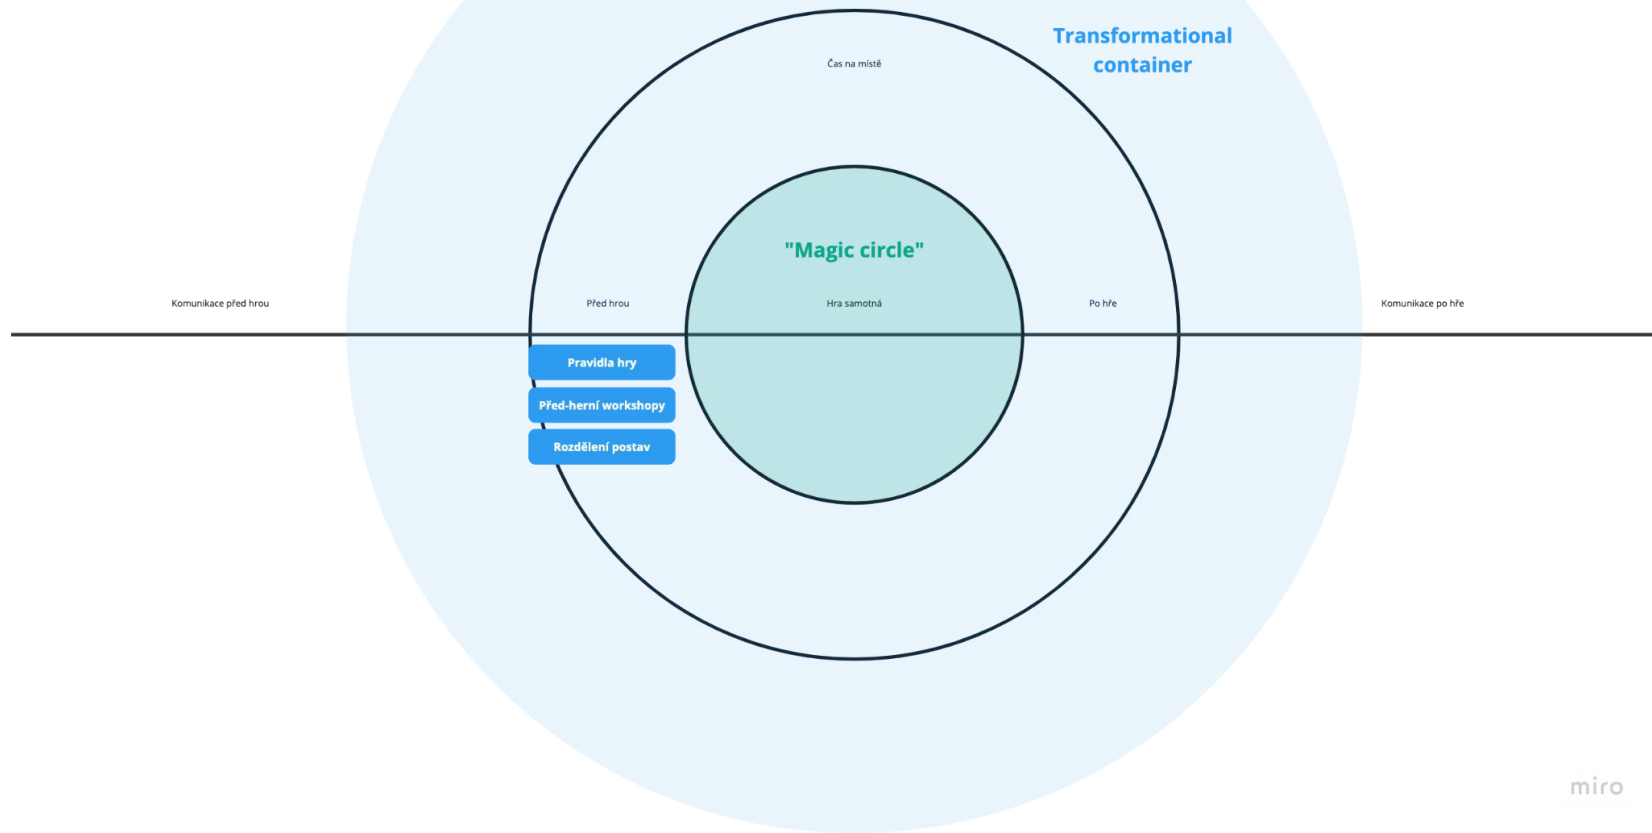 Transformational
container
Čas na místě
"Magic circle"
Komunikace před hrou
Před hrou
Hra samotná
Po hře
Komunikace po hře
Pravidla hry
Před-herní workshopy
Rozdělení postav
miro